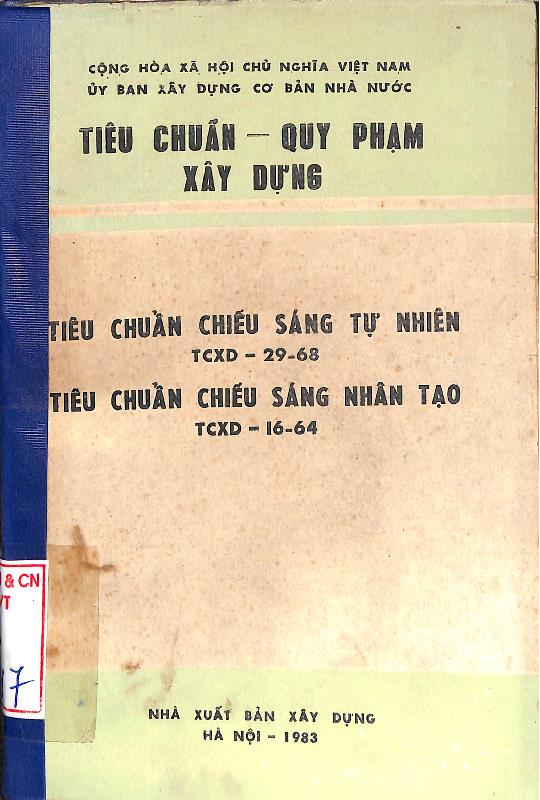 CỘNG HÒA XÃ HỘI CHỦ NGHĨA VIỆT NAM
ỦY BAN XÂY DỰNG CƠ BẢN NHÀ NƯỚC
TIÊU CHUẨN — QUY PHẠM
XÂY DỰNG
TIÊU CHUẨN CHIẾU SÁNG TỰ NHIÊN
TCXD - 29-68
TIÊU CHUẨN CHIẾU SÁNG NHÂN TẠO
TCXD - 16-64
& CN
7
NHÀ XUẤT BẢN XÂY DỰNG
HÀ NỘI - 1983